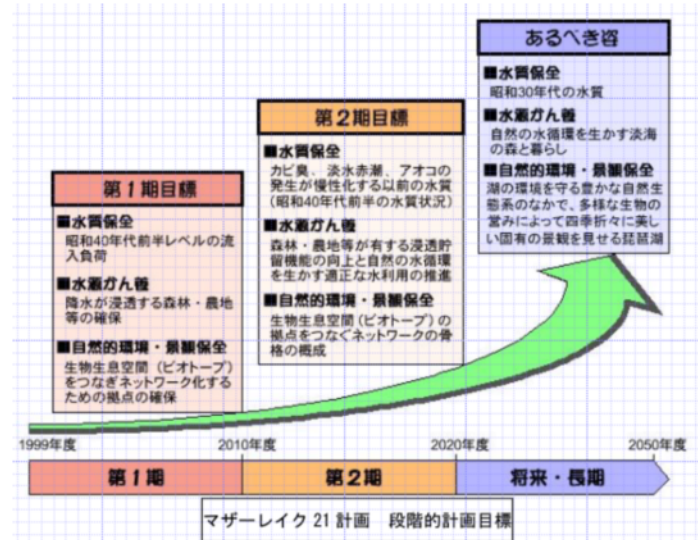 あるべき姿
■水質保全
昭和30年代の水質
■水源かん養
自然の水循環を生かす淡海
の森と暮らし
■自然的環境・景観保全
湖の環境を守る豊かな自然生
態系のなかで、多様な生物の
営みによって四季折々に美し
い固有の景観を見せる琵琶湖
第2期目標
■水質保全
カビ臭、淡水赤潮、アオコの
発生が慢性化する以前の水質
(昭和40年代前半の水質状況)
■水源かん養
森林・農地等が有する浸透貯
留機能の向上と自然の水循環
を生かす適正な水利用の推進
■自然的環境・景観保全
生物生息空間(ビオトープ)の
拠点をつなぐネットワークの骨
格の概成
第1期目標
■水質保全
昭和40年代前半レベルの流
入負荷
■水源かん養
降水が浸透する森林・農地
等の確保
■自然的環境・景観保全
生物生息空間(ビオトープ)
をつなぎネットワーク化する
ための拠点の確保
1999年度 2010年度 2020年度 2050年度
第1期 第2期 将来・長期
マザーレイク21計画 段階的計画目標